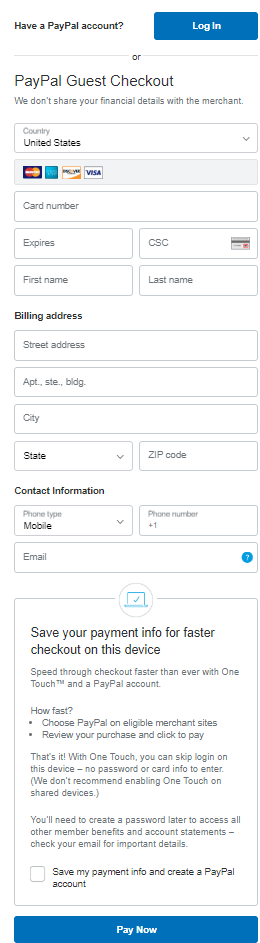 Have a PayPal account?
Log In
or
PayPal Guest Checkout
We don't share your financial details with the merchant.
Country
United States
DISCOVER VISA
Card number
Expires
CSC
First name
Last name
Billing address
Street address
Apt., ste., bldg.
City
State
ZIP code
Contact Information
Phone type
Mobile
Phone number
+1
Email
?
Save your payment info for faster
checkout on this device
Speed through checkout faster than ever with One
Touch™ and a PayPal account.
How fast?
• Choose PayPal on eligible merchant sites
• Review your purchase and click to pay
That's it! With One Touch, you can skip login on
this device – no password or card info to enter.
(We don't recommend enabling One Touch on
shared devices.)
You'll need to create a password later to access all
other member benefits and account statements –
check your email for important details.
Save my payment info and create a PayPal
account
Pay Now